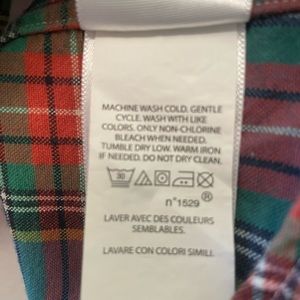 MACHINE WASH COLD. GENTLE
CYCLE. WASH WITH LIKE
COLORS. ONLY NON-CHLORINE
BLEACH WHEN NEEDED.
TUMBLE DRY LOW. WARM IRON
IF NEEDED. DO NOT DRY CLEAN.
30
n°1529
®
LAVER AVEC DES COULEURS
SEMBLABLES.
LAVARE CON COLORI SIMILI.